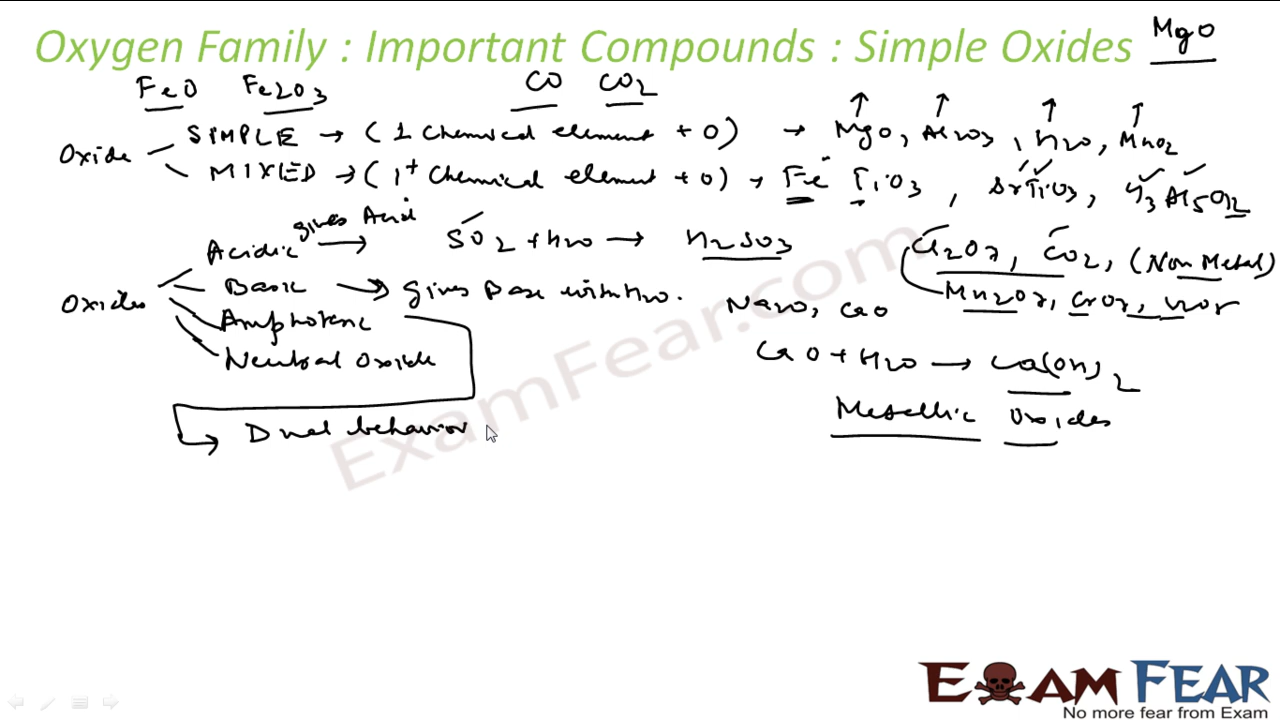 Oxygen Family : Important Compounds : Simple Oxides MgO
FeO Fe2O3 CO CO2
Oxide
SIMPLE → (1 Chemical element + O) → MgO, Al2O3, H2O, MnO2
MIXED → (1+ Chemical element + O) → Fe TiO3, SrTiO3, Y3Al5O12
Oxides
Acidic gives Acid → SO2 + H2O → H2SO3 Cl2O7, CO2, (Non Metal)
Mn2O7, CrO3,
Basic → gives Base with H2O. Na2O, CaO
Amphoteric
CaO + H2O → Ca(OH)2
Neutral Oxide
Metallic Oxides
Dual behavior
ExamFear.com
EXAM FEAR
No more fear from Exam